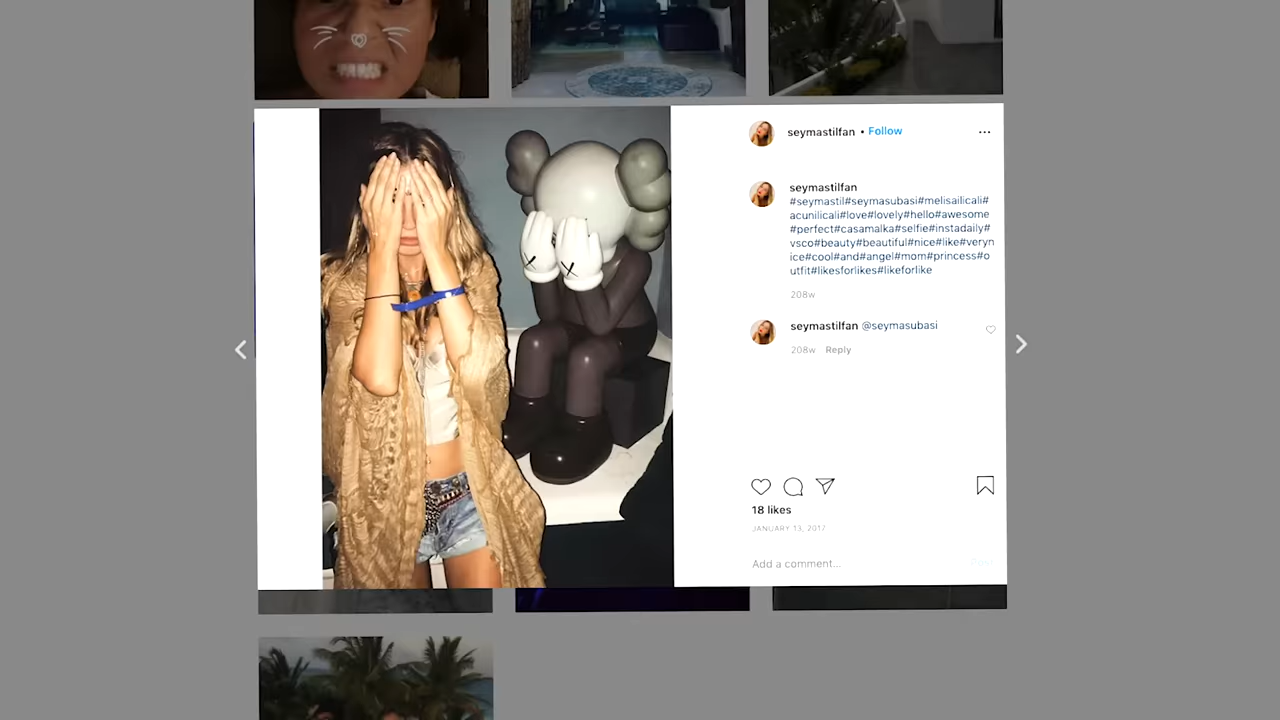 seymastilfan • Follow
seymastilfan
#seymastil#seymasubasi#melisailicali#
acunilicali#love#lovely#hello#awesome
#perfect#casamalka#selfie#instadaily#
vsco#beauty#beautiful#nice#like#veryn
ice#cool#and#angel#mom#princess#o
utfit#likesforlikes#likeforlike
208w
seymastilfan @seymasubasi
208w Reply
18 likes
JANUARY 13, 2017
Add a comment... Post